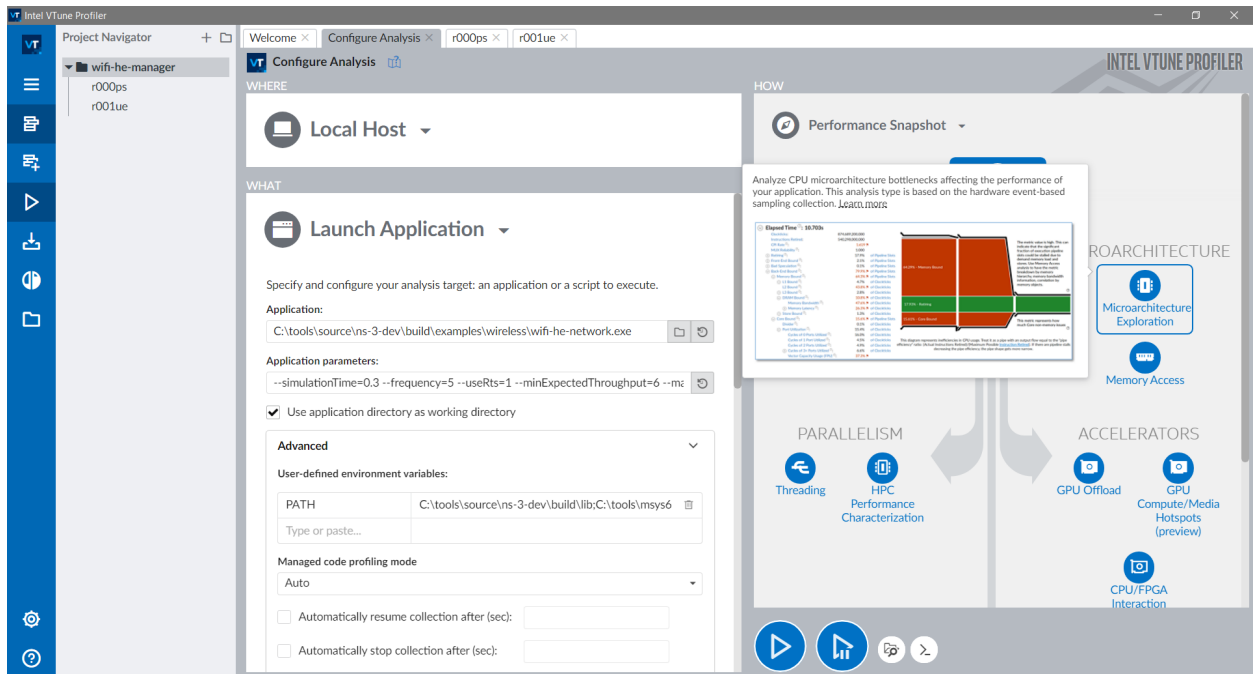 Intel VTune Profiler
Project Navigator
wifi-he-manager
r000ps
r001ue
Welcome
Configure Analysis
r000ps
r001ue
Configure Analysis
INTEL VTUNE PROFILER
WHERE
Local Host
WHAT
Launch Application
Specify and configure your analysis target: an application or a script to execute.
Application:
C:\tools\source\ns-3-dev\build\examples\wireless\wifi-he-network.exe
Application parameters:
--simulationTime=0.3 --frequency=5 --useRts=1 --minExpectedThroughput=6 --ma
Use application directory as working directory
Advanced
User-defined environment variables:
PATH C:\tools\source\ns-3-dev\build\lib;C:\tools\msys6
Type or paste...
Managed code profiling mode
Auto
Automatically resume collection after (sec):
Automatically stop collection after (sec):
HOW
Performance Snapshot
Analyze CPU microarchitecture bottlenecks affecting the performance of
your application. This analysis type is based on the hardware event-based
sampling collection. Learn more
Elapsed Time: 10.703s
ROARCHITECTURE
Microarchitecture
Exploration
Memory Access
PARALLELISM
Threading
HPC
Performance
Characterization
ACCELERATORS
GPU Offload
GPU
Compute/Media
Hotspots
(preview)
CPU/FPGA
Interaction